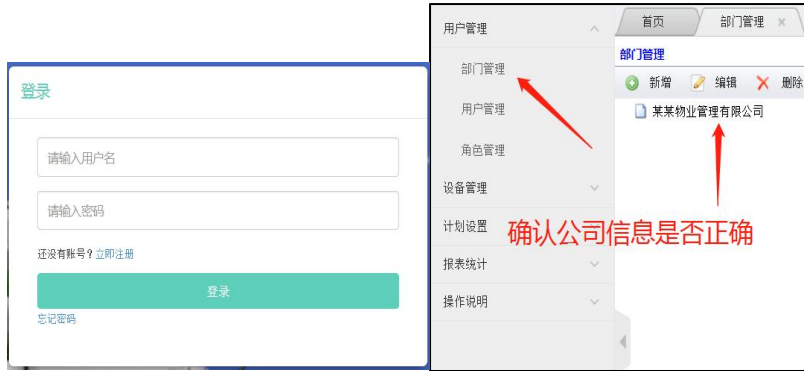 登录
请输入用户名
请输入密码
还没有账号？立即注册
登录
忘记密码
用户管理
部门管理
用户管理
角色管理
设备管理
计划设置
报表统计
操作说明
首页 部门管理 ×
部门管理
新增 编辑 删除
某某物业管理有限公司
确认公司信息是否正确